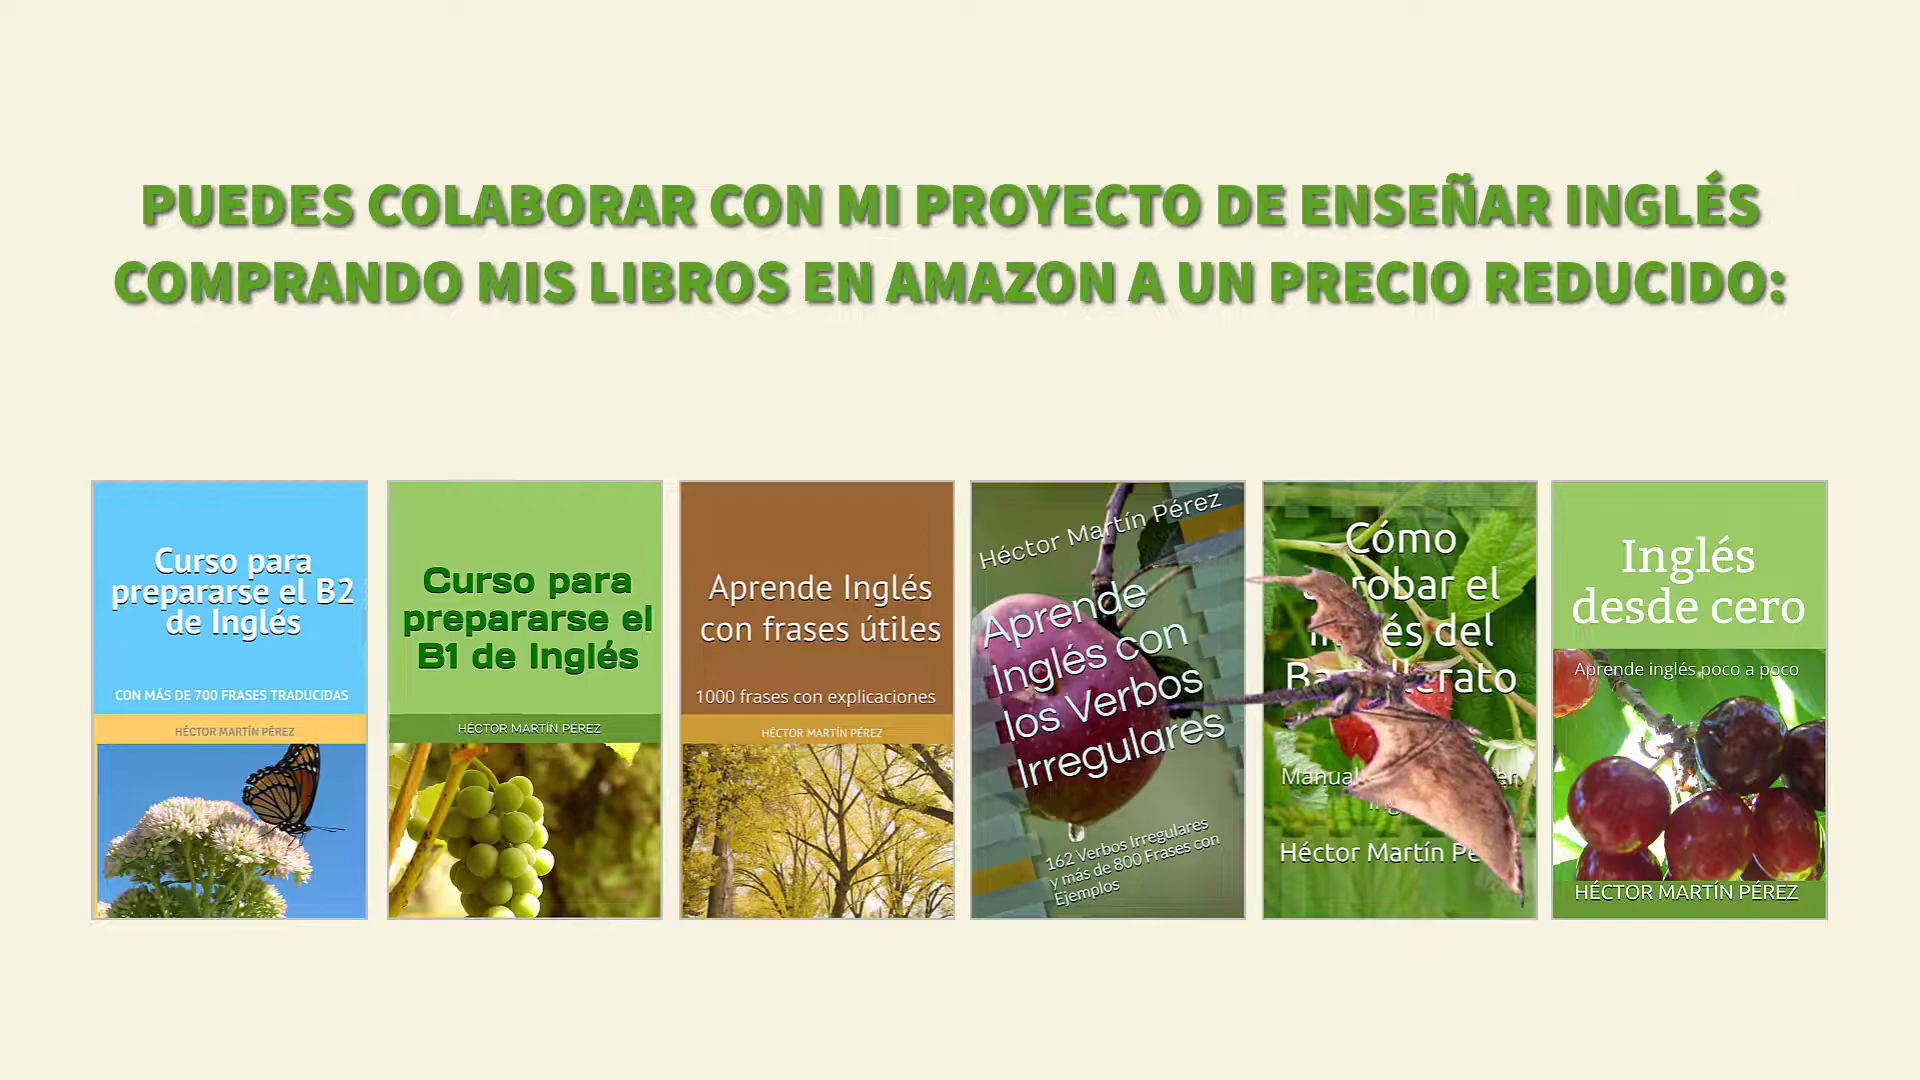 PUEDES COLABORAR CON MI PROYECTO DE ENSEÑAR INGLÉS
COMPRANDO MIS LIBROS EN AMAZON A UN PRECIO REDUCIDO:
Curso para
prepararse el B2
de Inglés
CON MÁS DE 700 FRASES TRADUCIDAS
HÉCTOR MARTÍN PÉREZ
Curso para
prepararse el
B1 de Inglés
HÉCTOR MARTÍN PÉREZ
Aprende Inglés
con frases útiles
1000 frases con explicaciones
HÉCTOR MARTÍN PÉREZ
Héctor Martín Pérez
Aprende
Inglés con
los Verbos
Irregulares
162 Verbos Irregulares
y más de 800 Frases con
Ejemplos
Cómo
el
del
Manual
Héctor Martín
Inglés
desde cero
Aprende inglés poco a poco
HÉCTOR MARTÍN PÉREZ